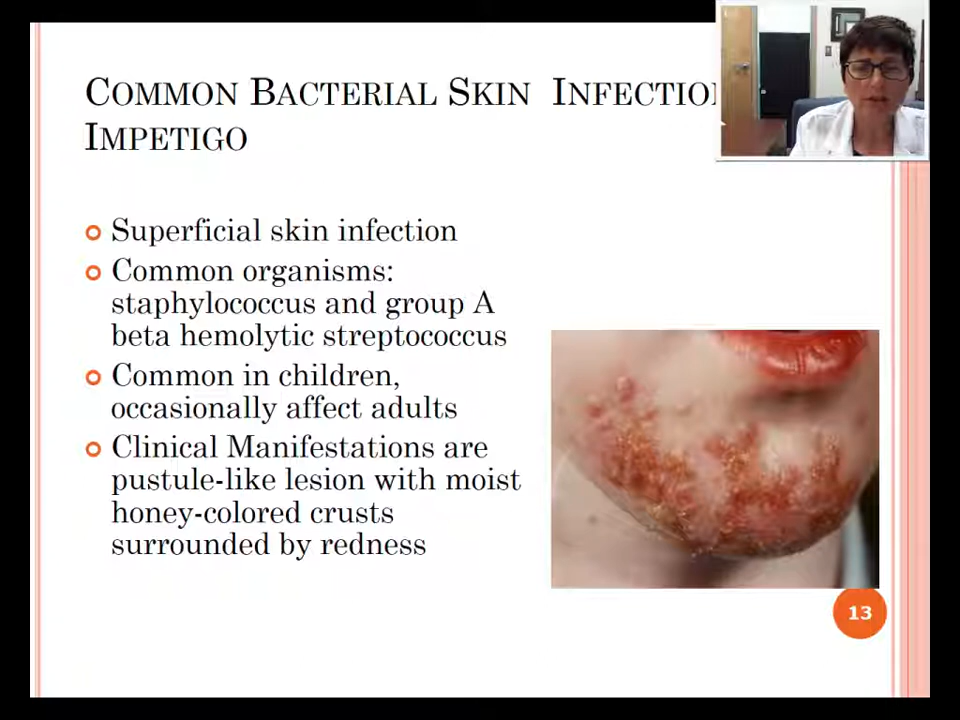 COMMON BACTERIAL SKIN INFECTION
IMPETIGO
Superficial skin infection
Common organisms:
staphylococcus and group A
beta hemolytic streptococcus
Common in children,
occasionally affect adults
Clinical Manifestations are
pustule-like lesion with moist
honey-colored crusts
surrounded by redness
13